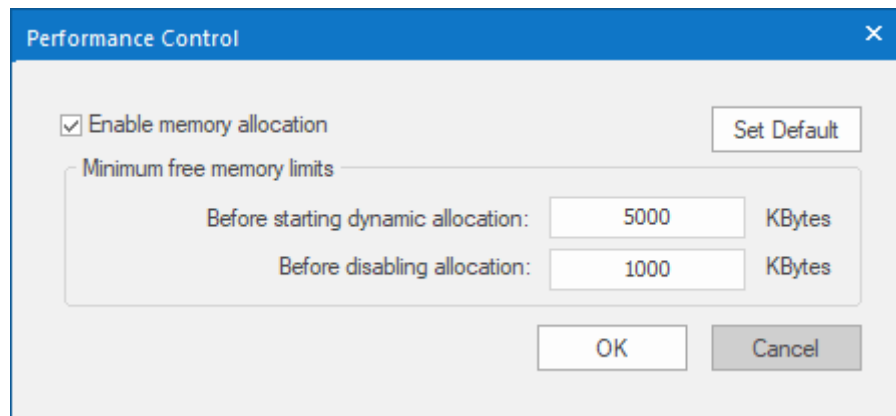 Performance Control
Enable memory allocation
Set Default
Minimum free memory limits
Before starting dynamic allocation: 5000 KBytes
Before disabling allocation: 1000 KBytes
OK Cancel